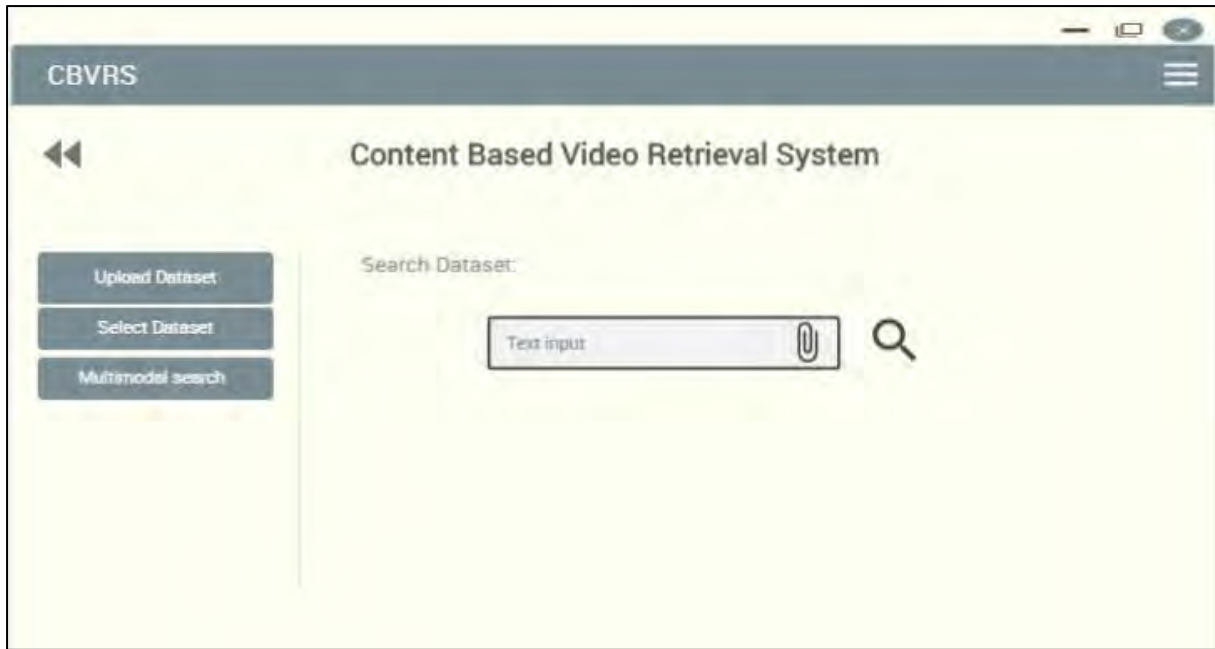 CBVRS
Content Based Video Retrieval System
Upload Dataset
Select Dataset
Multimodel search
Search Dataset:
Text input